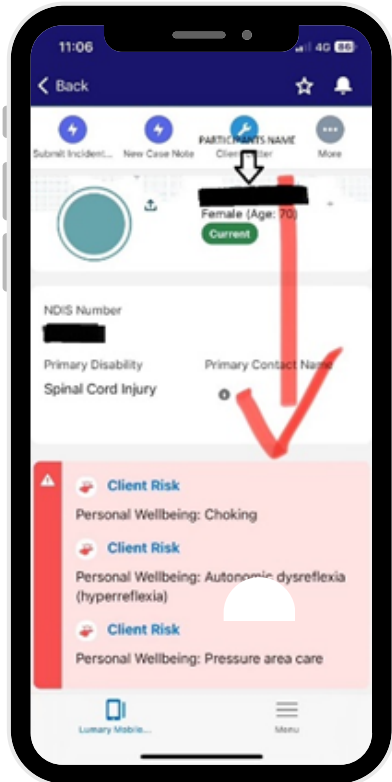 11:06
4G 86
Back
PARTICIPANTS NAME
Submit Incident... New Case Note More
Female (Age: 70)
Current
NDIS Number
Primary Disability Primary Contact Name
Spinal Cord Injury
Client Risk
Personal Wellbeing: Choking
Client Risk
Personal Wellbeing: Autonomic dysreflexia
(hyperreflexia)
Client Risk
Personal Wellbeing: Pressure area care
Lumary Mobile... Menu